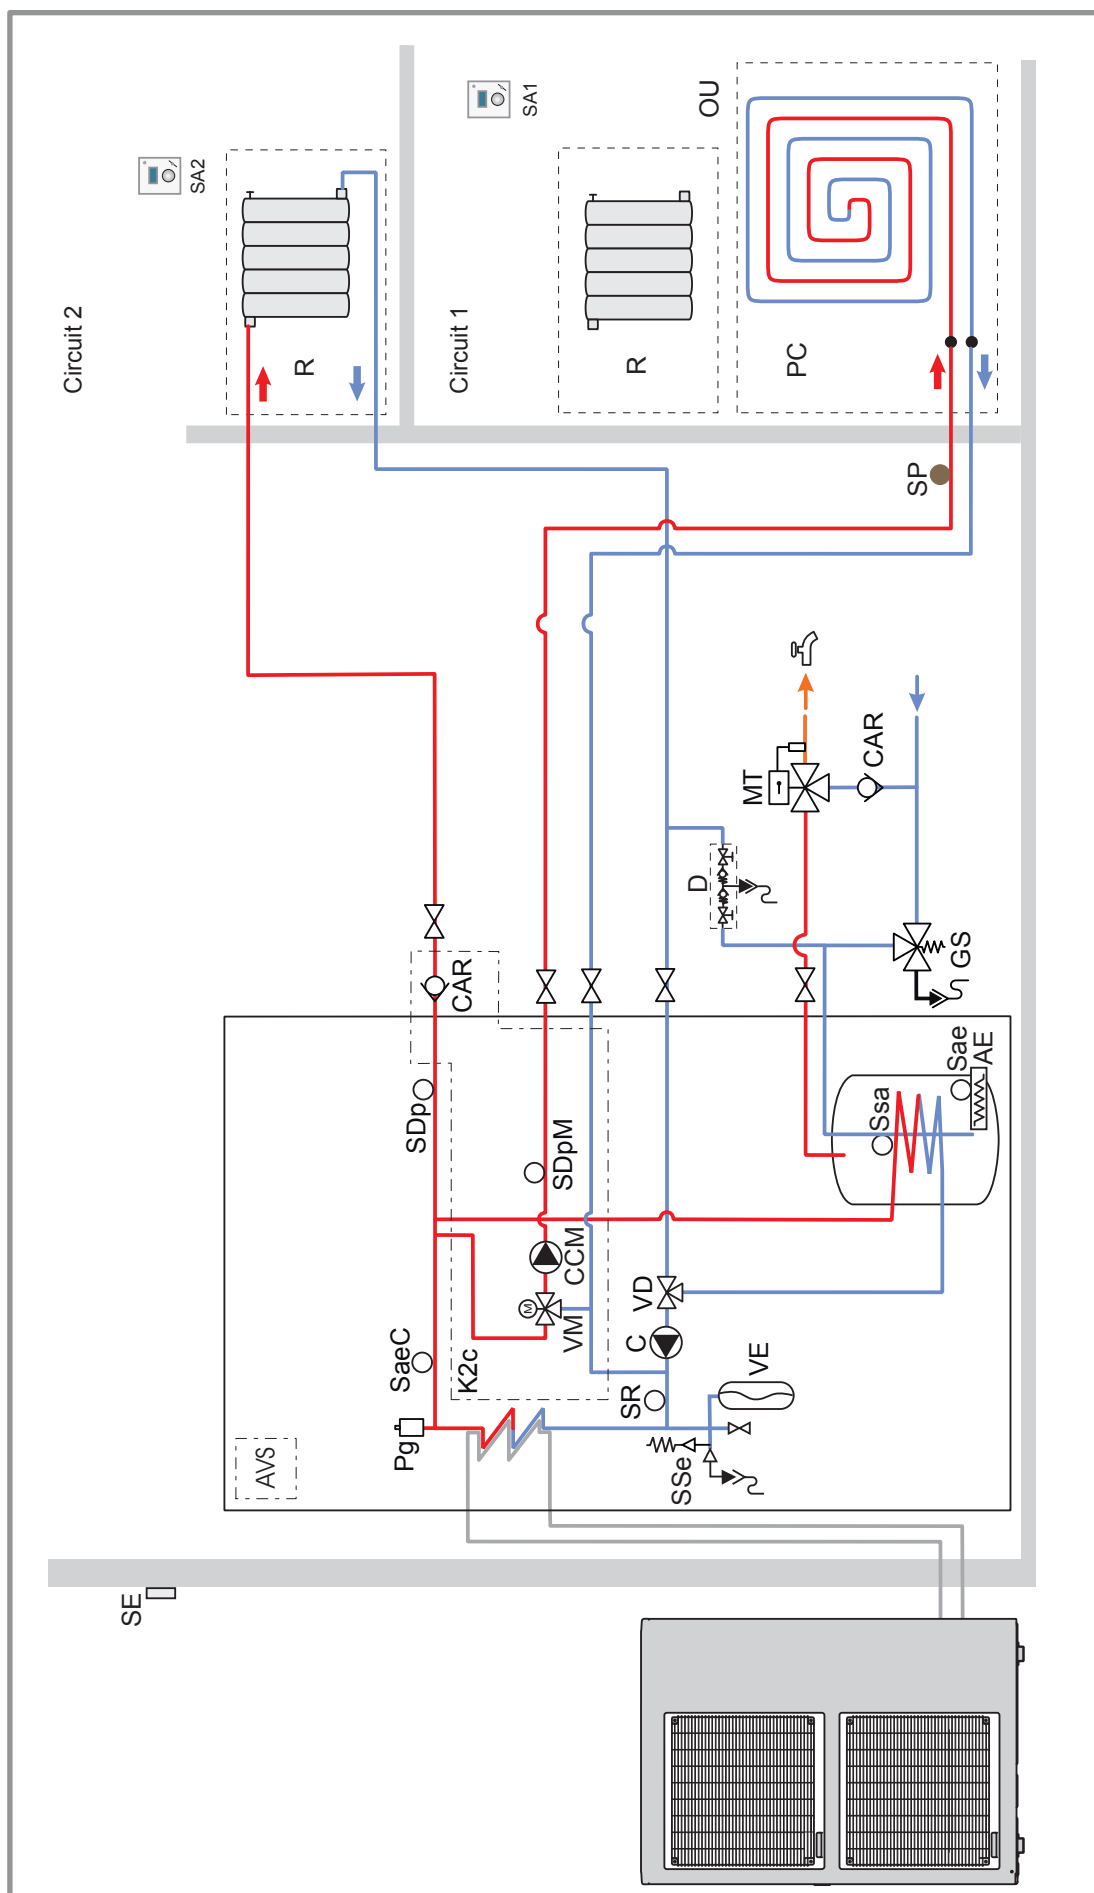 Circuit 2
SA2
R
Circuit 1
SA1
R
OU
PC
SP
MT
CAR
D
GS
CAR
SDp
SDpM
CCM
VM
K2c
SaeC
Pg
AVS
VD
C
SR
VE
SSe
Ssa
Sae
AE
M
SE